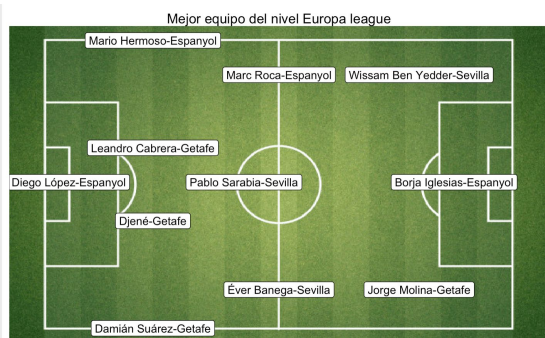 Mejor equipo del nivel Europa league
Mario Hermoso-Espanyol
Marc Roca-Espanyol
Wissam Ben Yedder-Sevilla
Leandro Cabrera-Getafe
Diego López-Espanyol
Pablo Sarabia-Sevilla
Borja Iglesias-Espanyol
Djené-Getafe
Éver Banega-Sevilla
Jorge Molina-Getafe
Damián Suárez-Getafe